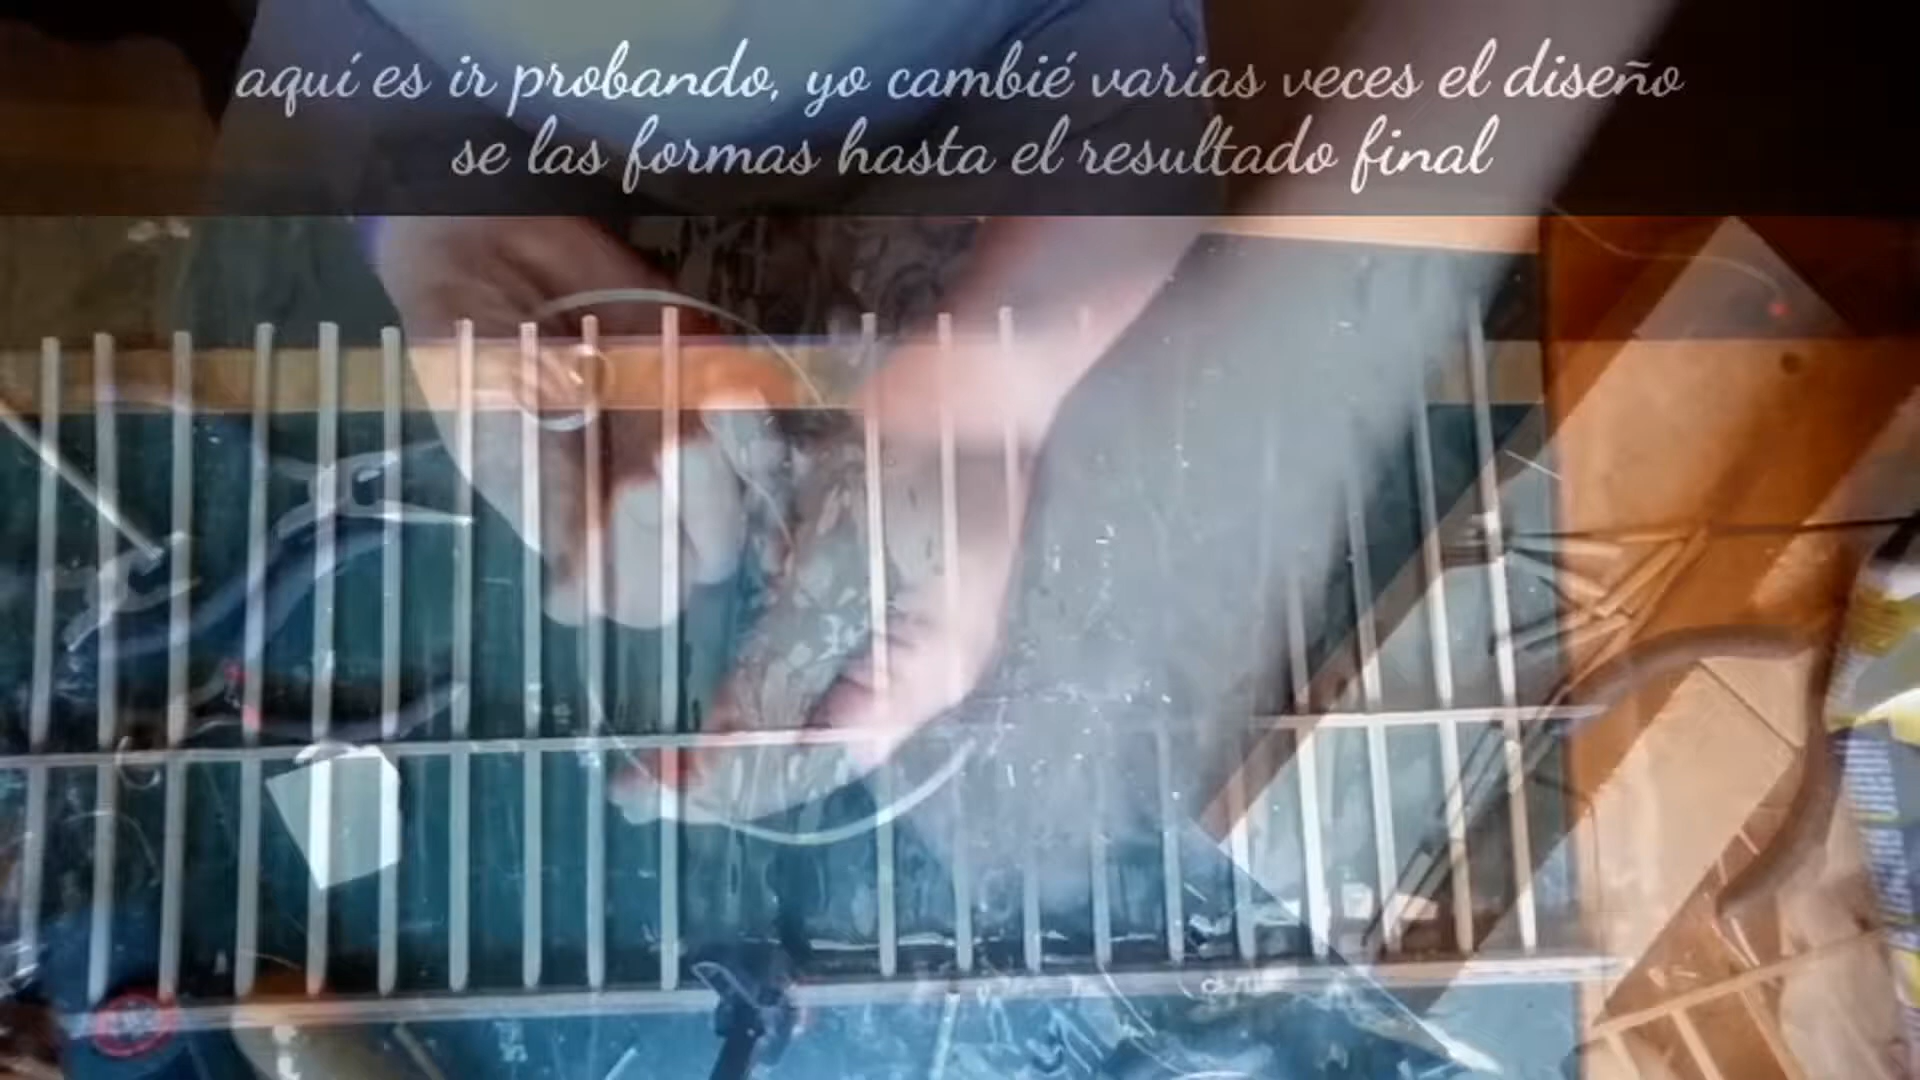 aquí es ir probando, yo cambié varias veces el diseño
se las formas hasta el resultado final